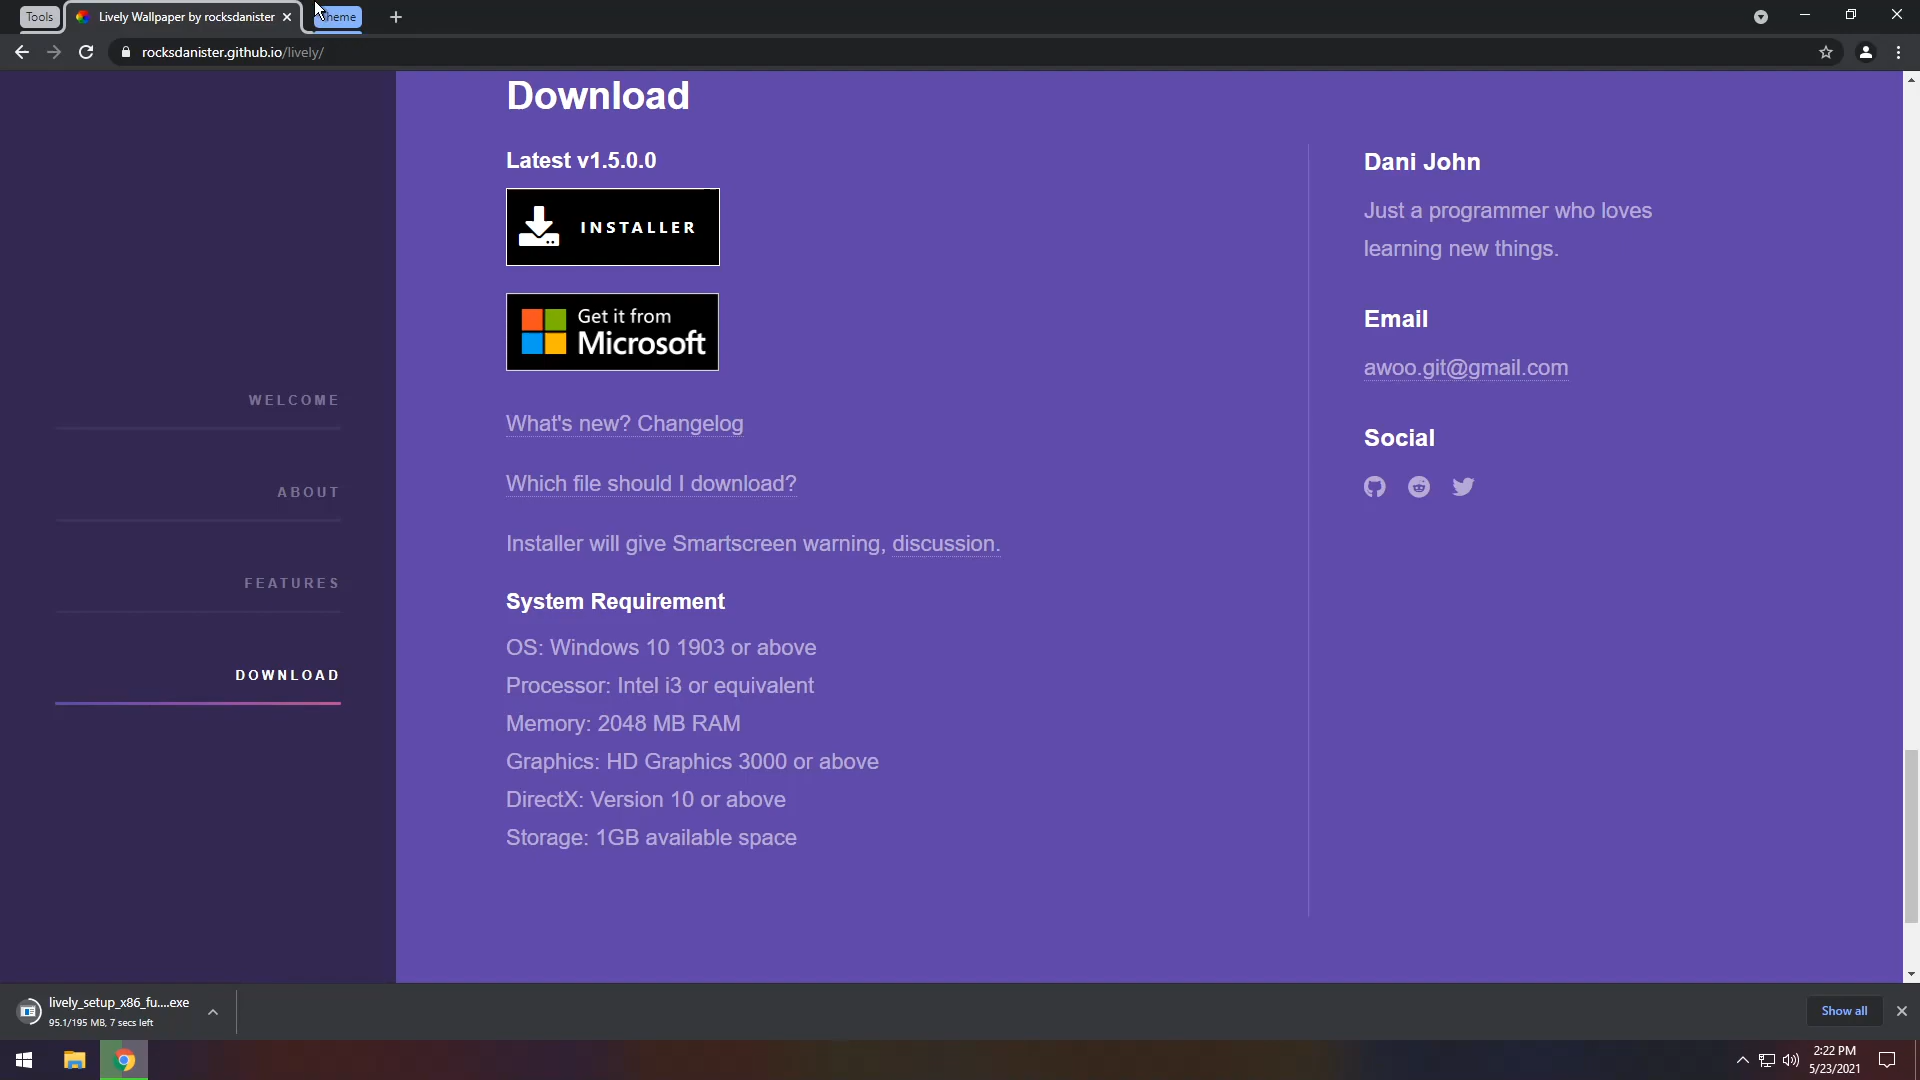 Tools
Lively Wallpaper by rocksdanister
heme
rocksdanister.github.io/lively/
WELCOME
ABOUT
FEATURES
DOWNLOAD
Download
Latest v1.5.0.0
INSTALLER
Get it from
Microsoft
What's new? Changelog
Which file should I download?
Installer will give Smartscreen warning, discussion.
System Requirement
OS: Windows 10 1903 or above
Processor: Intel i3 or equivalent
Memory: 2048 MB RAM
Graphics: HD Graphics 3000 or above
DirectX: Version 10 or above
Storage: 1GB available space
Dani John
Just a programmer who loves
learning new things.
Email
awoo.git@gmail.com
Social
lively_setup_x86_fu....exe
95.1/195 MB, 7 secs left
Show all
2:22 PM
5/23/2021